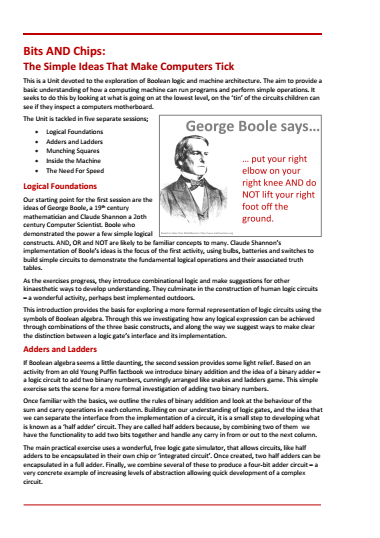 Bits AND Chips:
The Simple Ideas That Make Computers Tick
This is a Unit devoted to the exploration of Boolean logic and machine architecture. The aim to provide a
basic understanding of how a computing machine can run programs and perform simple operations. It
seeks to do this by looking at what is going on at the lowest level, on the 'tin' of the circuits children can
see if they inspect a computers motherboard.
The Unit is tackled in five separate sessions;
• Logical Foundations
• Adders and Ladders
• Munching Squares
• Inside the Machine
• The Need For Speed
George Boole says...
... put your right
elbow on your
right knee AND do
NOT lift your right
foot off the
ground.
Logical Foundations
Our starting point for the first session are the
ideas of George Boole, a 19th century
mathematician and Claude Shannon a 20th
century Computer Scientist. Boole who
demonstrated the power of a few simple logical
constructs. AND, OR and NOT are likely to be familiar concepts to many. Claude Shannon's
implementation of Boole's ideas is the focus of the first activity, using bulbs, batteries and switches to
build simple circuits to demonstrate the fundamental logical operations and their associated truth
tables.
As the exercises progress, they introduce combinational logic and make suggestions for other
kinaesthetic ways to develop understanding. They culminate in the construction of human logic circuits
– a wonderful activity, perhaps best implemented outdoors.
This introduction provides the basis for exploring a more formal representation of logic circuits using the
symbols of Boolean algebra. Through this we investigating how any logical expression can be achieved
through combinations of the three basic constructs, and along the way we suggest ways to make clear
the distinction between a logic gate's interface and its implementation.
Adders and Ladders
If Boolean algebra seems a little daunting, the second session provides some light relief. Based on an
activity from an old Young Puffin factbook we introduce binary addition and the idea of a binary adder –
a logic circuit to add two binary numbers, cunningly arranged like snakes and ladders game. This simple
exercise sets the scene for a more formal investigation of adding two binary numbers.
Once familiar with the basics, we outline the rules of binary addition and look at the behaviour of the
sum and carry operations in each column. Building on our understanding of logic gates, and the idea that
we can separate the interface from the implementation of a circuit, it is a small step to developing what
is known as a 'half adder' circuit. They are called half adders because, by combining two of them we
have the functionality to add two bits together and handle any carry in from or out to the next column.
The main practical exercise uses a wonderful, free logic gate simulator, that allows circuits, like half
adders to be encapsulated in their own chip or 'integrated circuit'. Once created, two half adders can be
encapsulated in a full adder. Finally, we combine several of these to produce a four-bit adder circuit – a
very concrete example of increasing levels of abstraction allowing quick development of a complex
circuit.